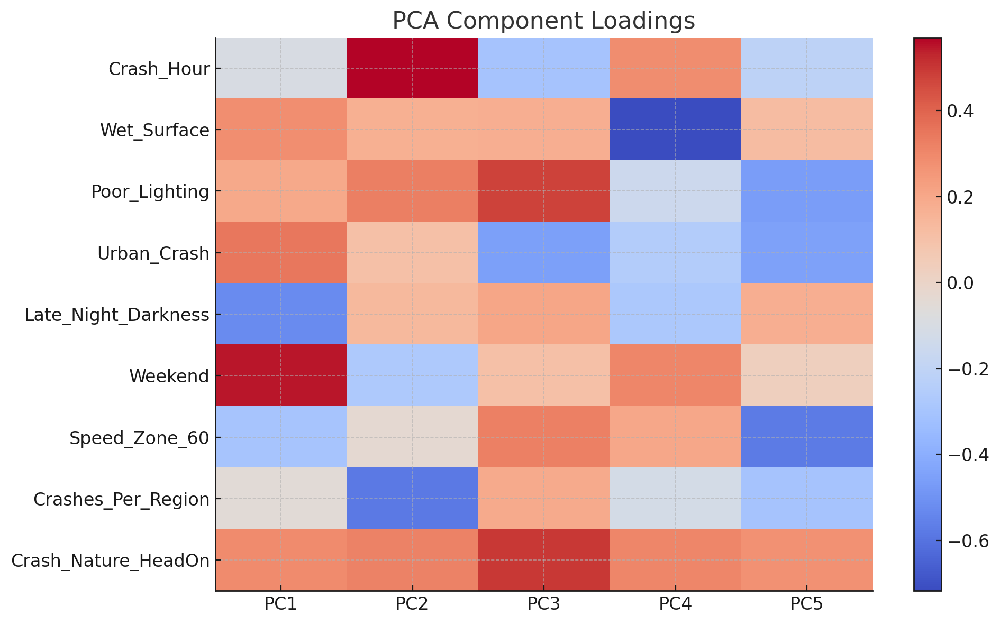 PCA Component Loadings
Crash_Hour
Wet_Surface
Poor_Lighting
Urban_Crash
Late_Night_Darkness
Weekend
Speed_Zone_60
Crashes_Per_Region
Crash_Nature_HeadOn
PC1 PC2 PC3 PC4 PC5
0.4
0.2
0.0
−0.2
−0.4
−0.6